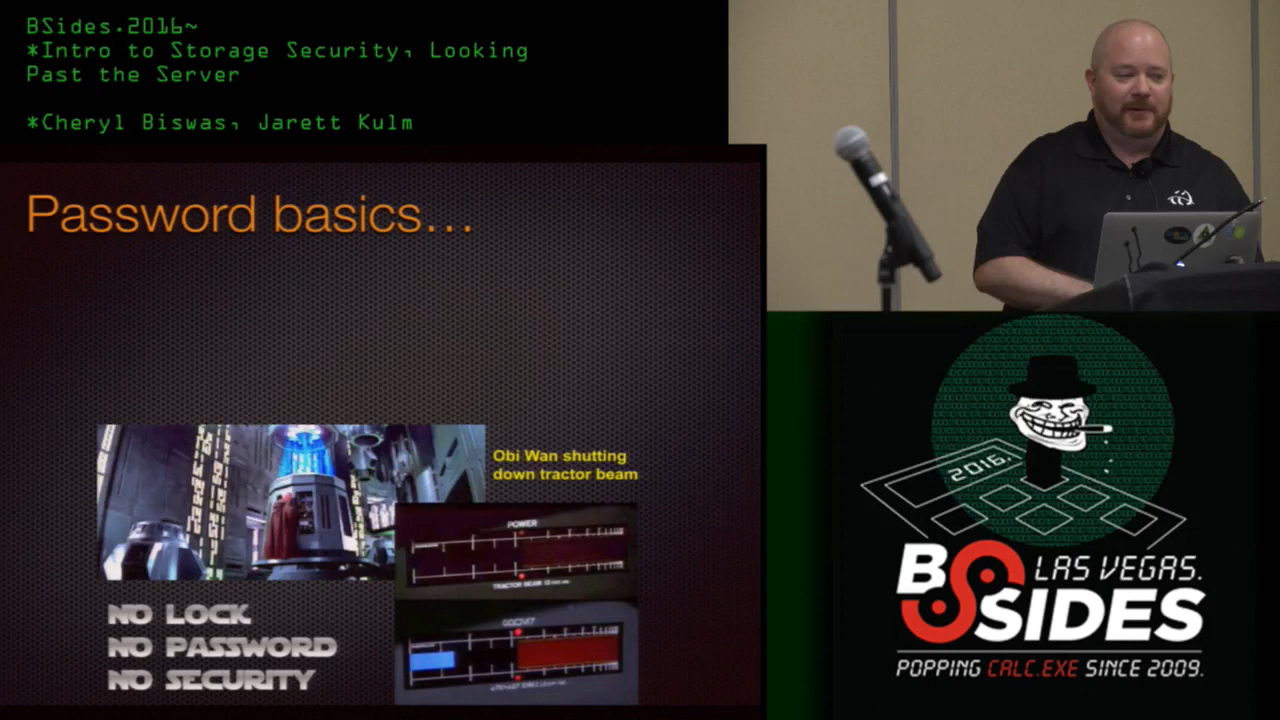 BSides.2016~
*Intro to Storage Security, Looking
Past the Server
*Cheryl Biswas, Jarett Kulm
Password basics...
Obi Wan shutting
down tractor beam
POWER
NO LOCK
NO PASSWORD
NO SECURITY
2016.
BSIDES
LAS VEGAS.
POPPING CALC.EXE SINCE 2009.